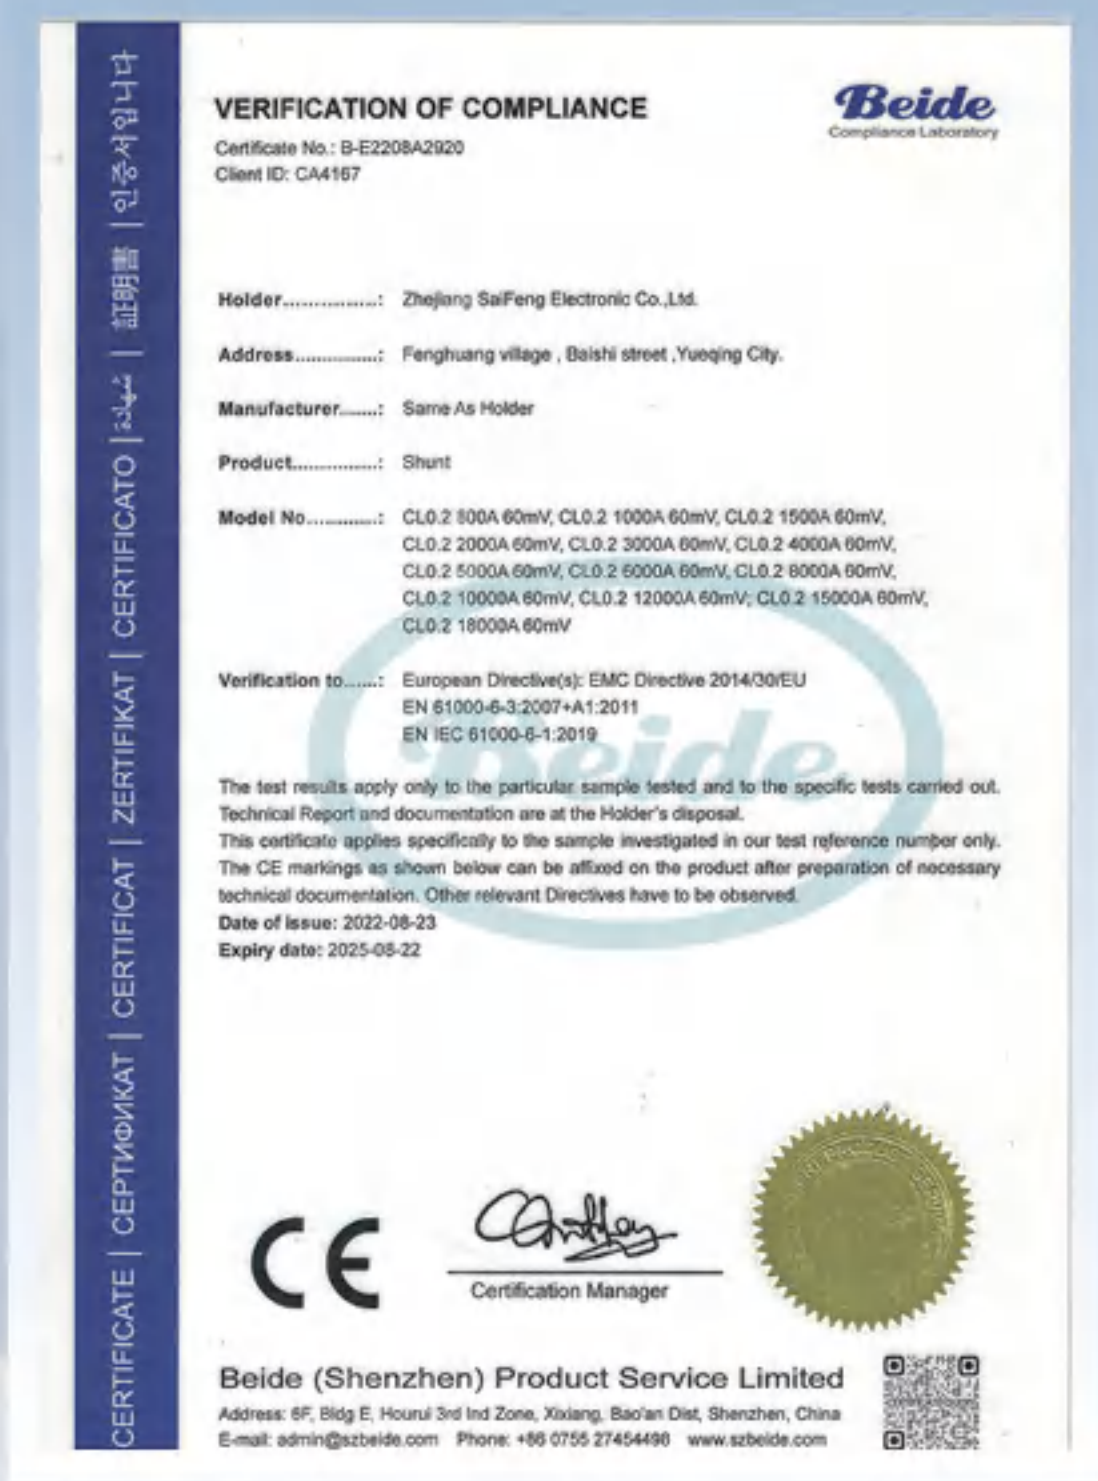 VERIFICATION OF COMPLIANCE
Certificate No.: B-E2208A2920
Client ID: CA4167
Beide
Compliance Laboratory
Holder...............: Zhejiang SaiFeng Electronic Co.,Ltd.
Address..............: Fenghuang village , Baishi street ,Yueqing City.
Manufacturer.......: Same As Holder
Product...............: Shunt
Model No............: CL0.2 800A 60mV, CL0.2 1000A 60mV, CL0.2 1500A 60mV,
CL0.2 2000A 60mV, CL0.2 3000A 60mV, CL0.2 4000A 60mV,
CL0.2 5000A 60mV, CL0.2 6000A 60mV, CL0.2 8000A 60mV,
CL0.2 10000A 60mV, CL0.2 12000A 60mV; CL0.2 15000A 60mV,
CL0.2 18000A 60mV
Verification to......: European Directive(s): EMC Directive 2014/30/EU
EN 61000-6-3:2007+A1:2011
EN IEC 61000-6-1:2019
Beide
The test results apply only to the particular sample tested and to the specific tests carried out.
Technical Report and documentation are at the Holder's disposal.
This certificate applies specifically to the sample investigated in our test reference number only.
The CE markings as shown below can be affixed on the product after preparation of necessary
technical documentation. Other relevant Directives have to be observed.
Date of issue: 2022-08-23
Expiry date: 2025-08-22
CE
Certification Manager
Beide (Shenzhen) Product Service Limited
Address: 6F, Bldg E, Hourui 3rd Ind Zone, Xixiang, Bao'an Dist, Shenzhen, China
E-mail: admin@szbeide.com Phone: +86 0755 27454498 www.szbeide.com
CERTIFICATE | СЕРТИФИКАТ | CERTIFICAT | ZERTIFIKAT | CERTIFICATO | شهادة | 証明書 | 인증서입니다